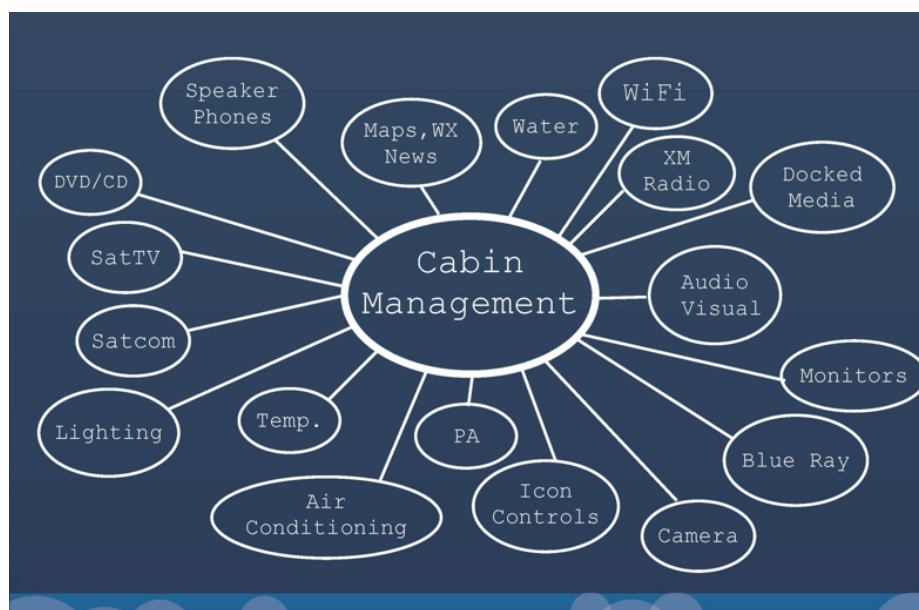 Speaker
Phones
Maps,WX
News
Water
WiFi
XM
Radio
Docked
Media
DVD/CD
SatTV
Satcom
Lighting
Cabin
Management
Audio
Visual
Monitors
Temp.
PA
Blue Ray
Air
Conditioning
Icon
Controls
Camera